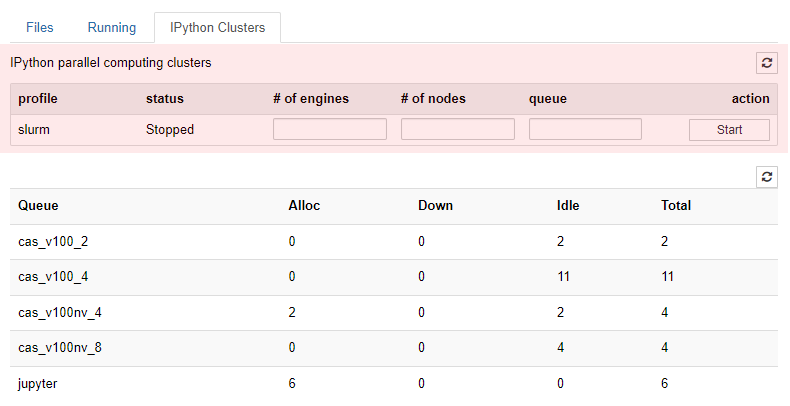 Files Running IPython Clusters
IPython parallel computing clusters
profile status # of engines # of nodes queue action
slurm Stopped Start
Queue Alloc Down Idle Total
cas_v100_2 0 0 2 2
cas_v100_4 0 0 11 11
cas_v100nv_4 2 0 2 4
cas_v100nv_8 0 0 4 4
jupyter 6 0 0 6